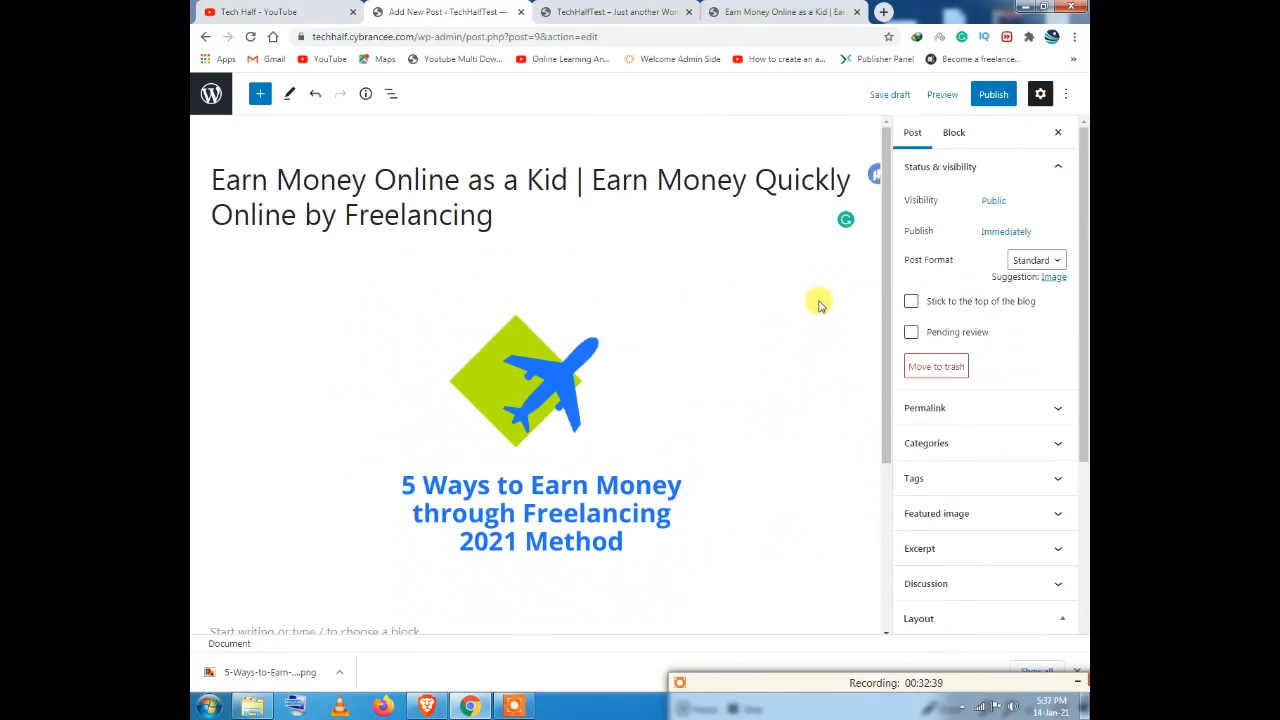 Tech Half - YouTube
Add New Post ‹ TechHalfTest —
TechHalfTest – Just another Wor
Earn Money Online as a Kid | Ear
techhalf.cybrancee.com/wp-admin/post.php?post=9&action=edit
Apps
Gmail
YouTube
Maps
Youtube Multi Dow...
Online Learning An...
Welcome Admin Side
How to create an a...
Publisher Panel
Become a freelance...
Save draft
Preview
Publish
Post
Block
Status & visibility
Visibility
Public
Publish
Immediately
Post Format
Standard
Suggestion: Image
Stick to the top of the blog
Pending review
Move to trash
Permalink
Categories
Tags
Featured image
Excerpt
Discussion
Layout
Earn Money Online as a Kid | Earn Money Quickly
Online by Freelancing
5 Ways to Earn Money
through Freelancing
2021 Method
Start writing or type / to choose a block
Document
5-Ways-to-Earn-....png
Show all
Recording: 00:32:39
5:37 PM
14-Jan-21